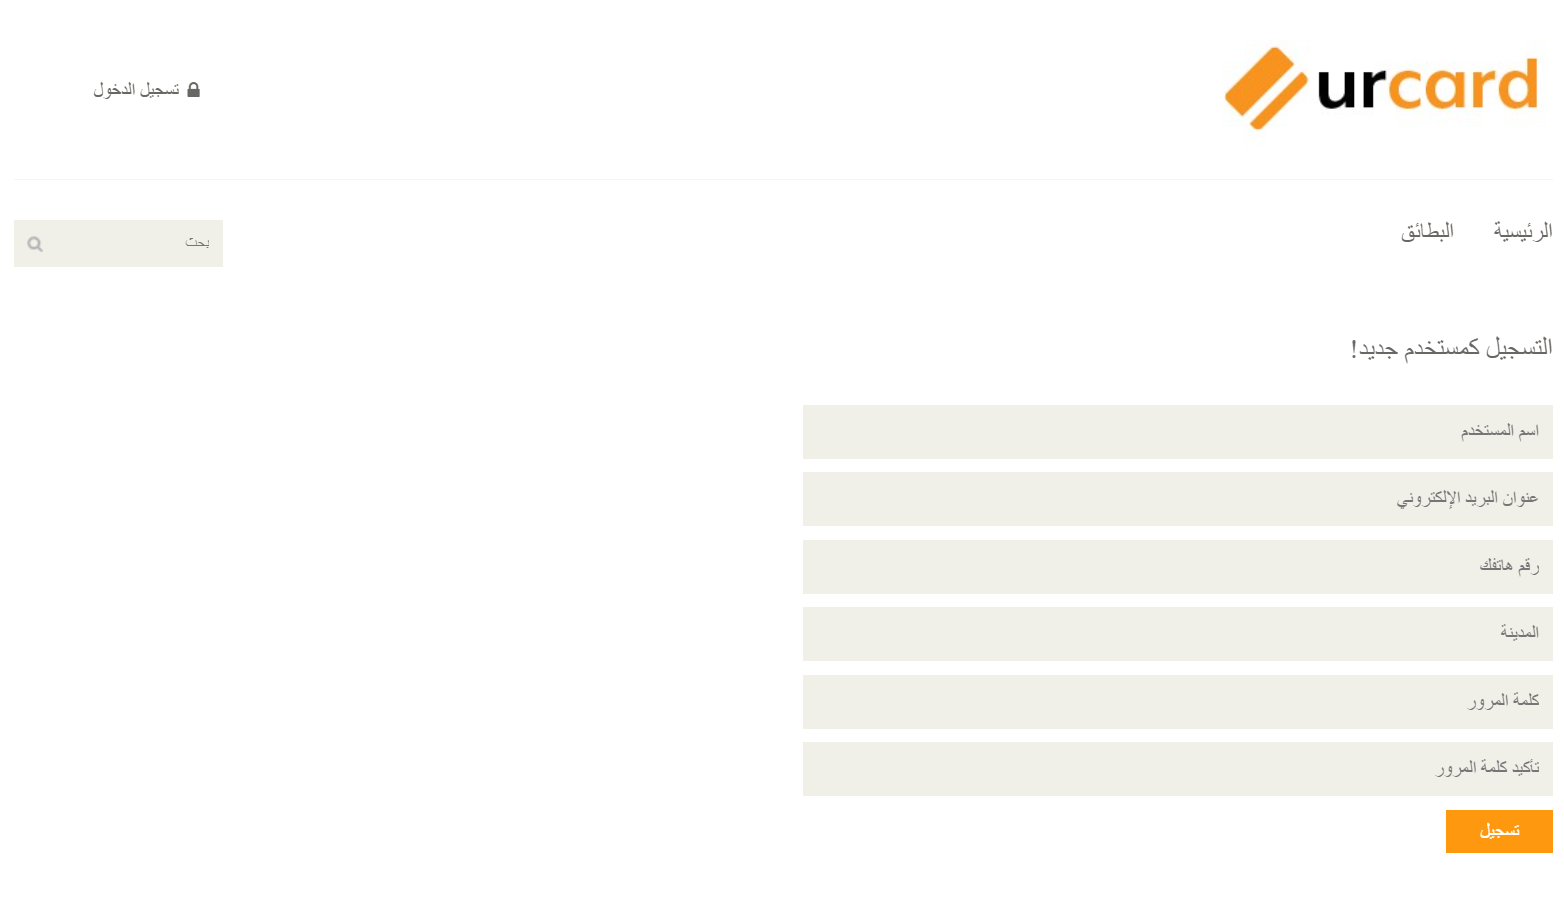 urcard
تسجيل الدخول
الرئيسية
البطائق
بحث
التسجيل كمستخدم جديد!
اسم المستخدم
عنوان البريد الإلكتروني
رقم هاتفك
المدينة
كلمة المرور
تأكيد كلمة المرور
تسجيل